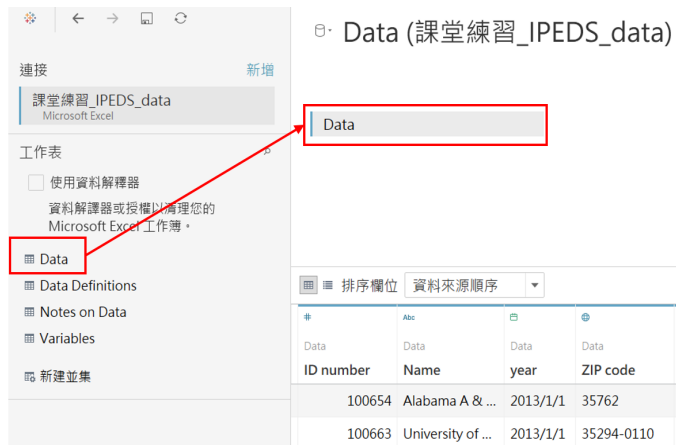 Data (課堂練習_IPEDS_data)
連接 新增
課堂練習_IPEDS_data
Microsoft Excel
Data
工作表
使用資料解釋器
資料解譯器或授權以清理您的
Microsoft Excel 工作簿。
Data
Data Definitions
Notes on Data
Variables
新建並集
排序欄位 資料來源順序
# Abc
Data Data Data Data
ID number Name year ZIP code
100654 Alabama A & ... 2013/1/1 35762
100663 University of ... 2013/1/1 35294-0110